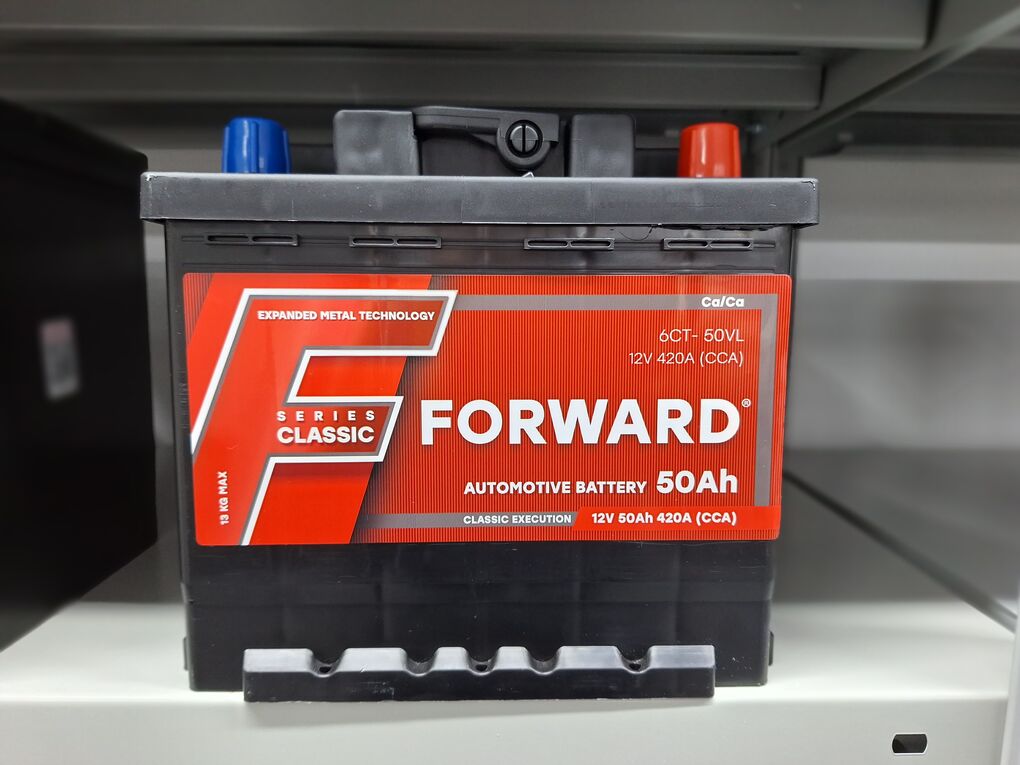 EXPANDED METAL TECHNOLOGY
Ca/Ca
6CT- 50VL
12V 420A (CCA)
SERIES
CLASSIC
FORWARD®
AUTOMOTIVE BATTERY 50Ah
13 KG MAX
CLASSIC EXECUTION 12V 50Ah 420A (CCA)